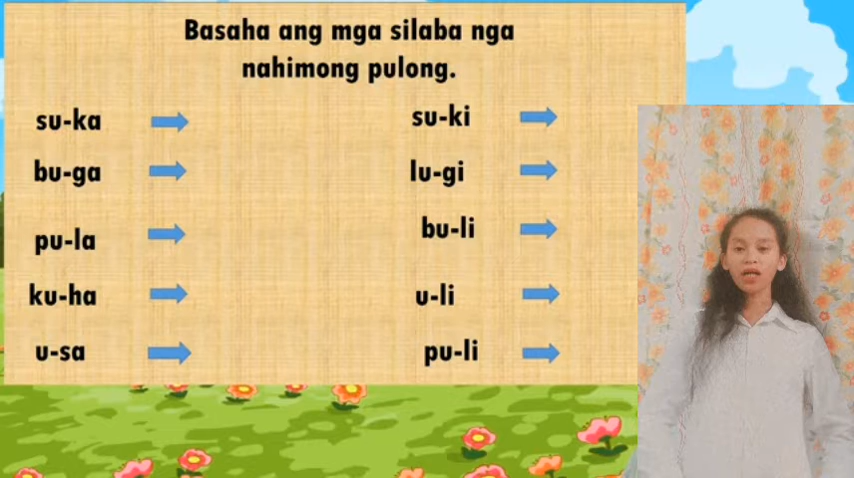 Basaha ang mga silaba nga
nahimong pulong.
su-ka
bu-ga
pu-la
ku-ha
u-sa
su-ki
lu-gi
bu-li
u-li
pu-li